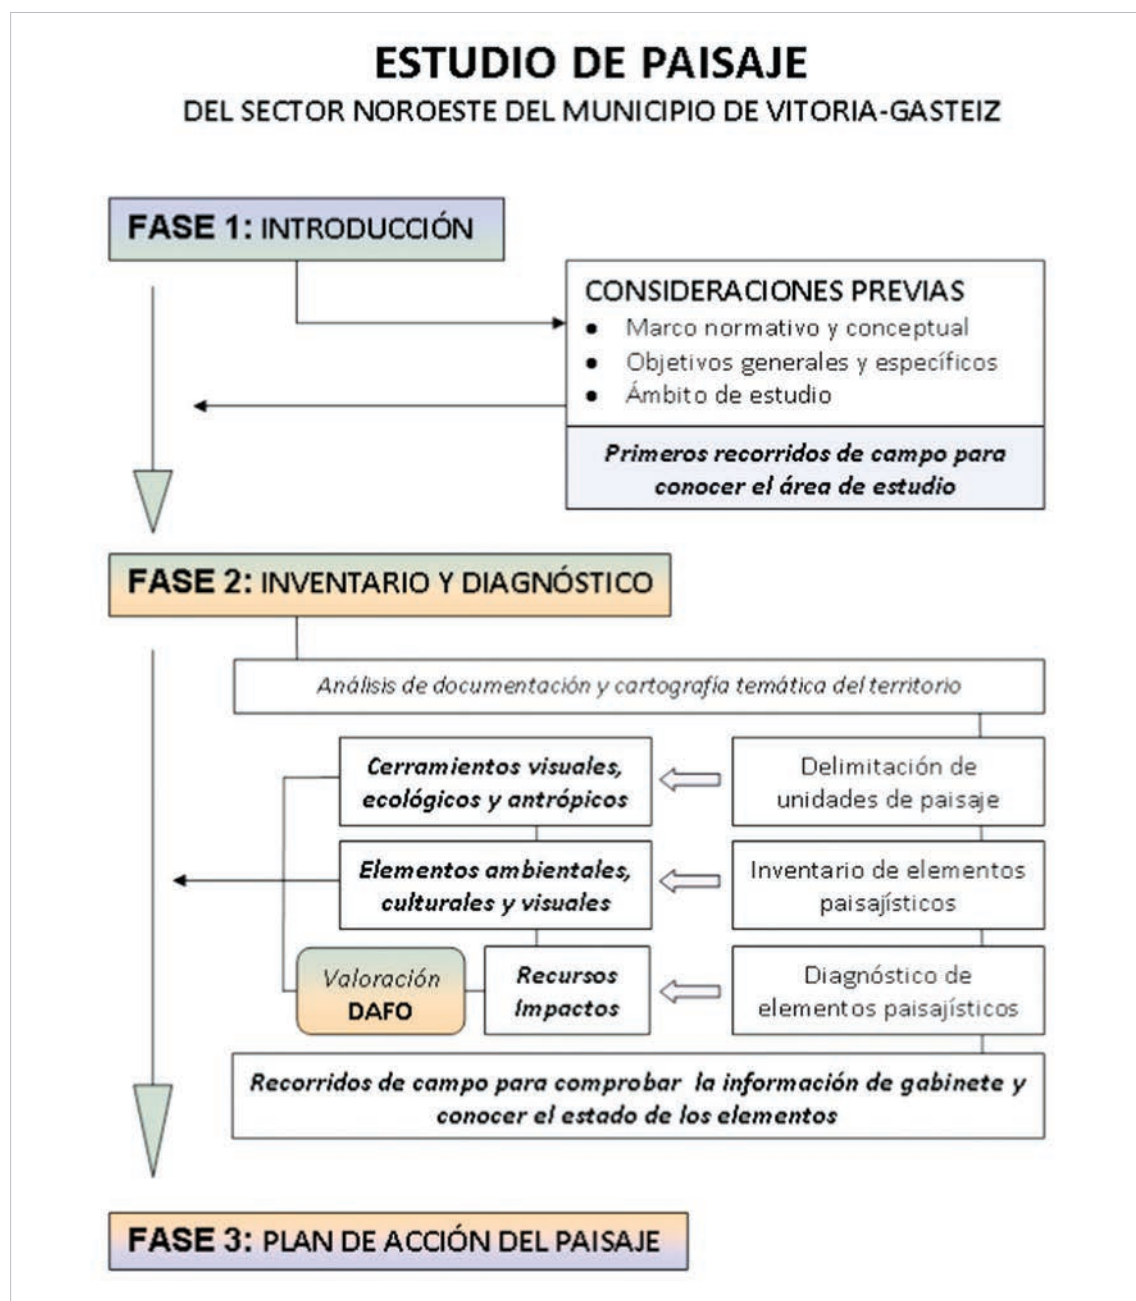 ESTUDIO DE PAISAJE
DEL SECTOR NOROESTE DEL MUNICIPIO DE VITORIA-GASTEIZ
FASE 1: INTRODUCCIÓN
CONSIDERACIONES PREVIAS
● Marco normativo y conceptual
● Objetivos generales y específicos
● Ámbito de estudio
Primeros recorridos de campo para
conocer el área de estudio
FASE 2: INVENTARIO Y DIAGNÓSTICO
Análisis de documentación y cartografía temática del territorio
Cerramientos visuales,
ecológicos y antrópicos
Delimitación de
unidades de paisaje
Elementos ambientales,
culturales y visuales
Inventario de elementos
paisajísticos
Valoración
DAFO
Recursos
Impactos
Diagnóstico de
elementos paisajísticos
Recorridos de campo para comprobar la información de gabinete y
conocer el estado de los elementos
FASE 3: PLAN DE ACCIÓN DEL PAISAJE